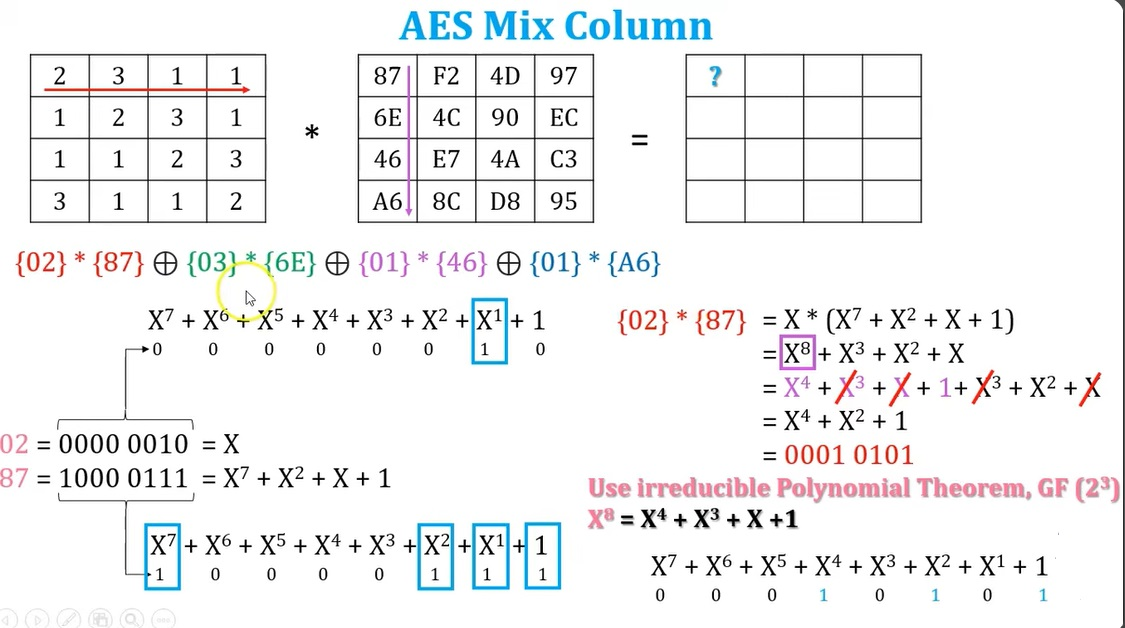 AES Mix Column
2 3 1 1
1 2 3 1
1 1 2 3
3 1 1 2
*
87 F2 4D 97
6E 4C 90 EC
46 E7 4A C3
A6 8C D8 95
=
?
{02} * {87} ⊕ {03} * {6E} ⊕ {01} * {46} ⊕ {01} * {A6}
X⁷ + X⁶ + X⁵ + X⁴ + X³ + X² + X¹ + 1
0 0 0 0 0 0 1 0
02 = 0000 0010 = X
87 = 1000 0111 = X⁷ + X² + X + 1
X⁷ + X⁶ + X⁵ + X⁴ + X³ + X² + X¹ + 1
1 0 0 0 0 1 1 1
{02} * {87} = X * (X⁷ + X² + X + 1)
= X⁸ + X³ + X² + X
= X⁴ + X³ + X + 1 + X³ + X² + X
= X⁴ + X² + 1
= 0001 0101
Use irreducible Polynomial Theorem, GF (2³)
X⁸ = X⁴ + X³ + X +1
X⁷ + X⁶ + X⁵ + X⁴ + X³ + X² + X¹ + 1
0 0 0 1 0 1 0 1